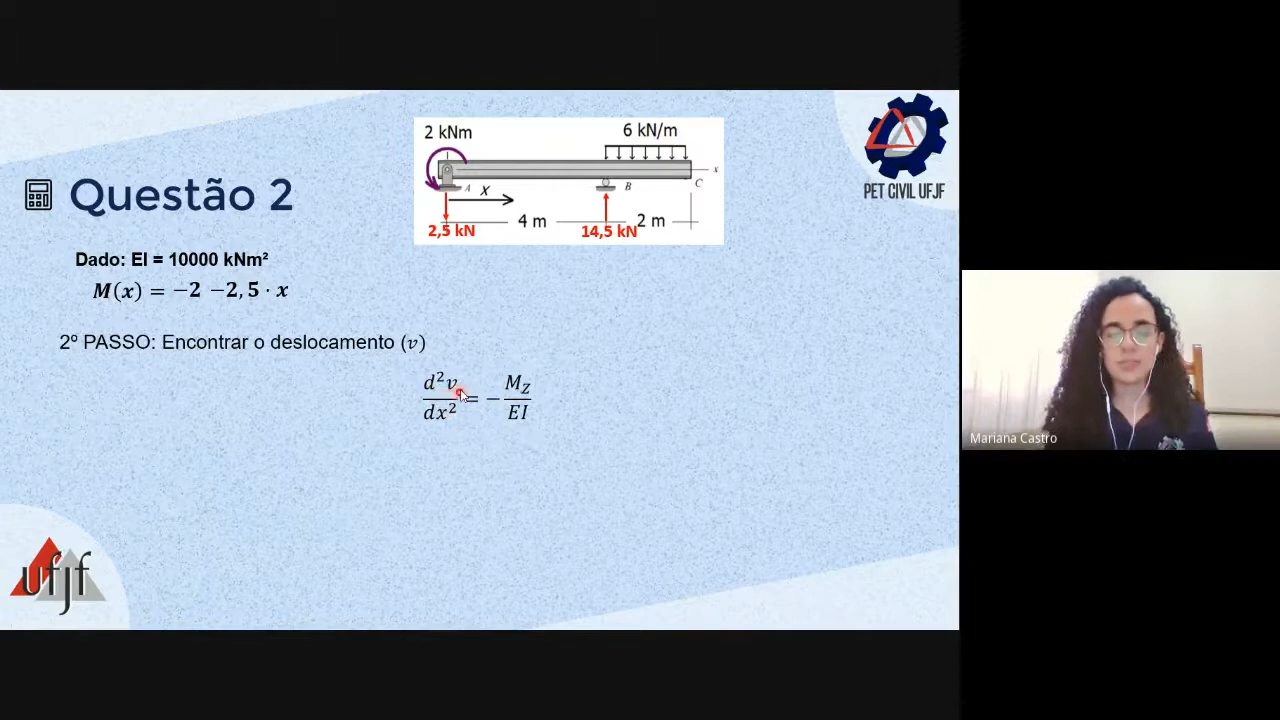 2 kNm
6 kN/m
x
A
X
B
C
4 m
2 m
2,5 kN
14,5 kN
PET CIVIL UFJF
Questão 2
Dado: EI = 10000 kNm²
M(x) = −2 −2,5 · x
2º PASSO: Encontrar o deslocamento (v)
d²v/dx² = − M_Z/EI
ufjf
Mariana Castro